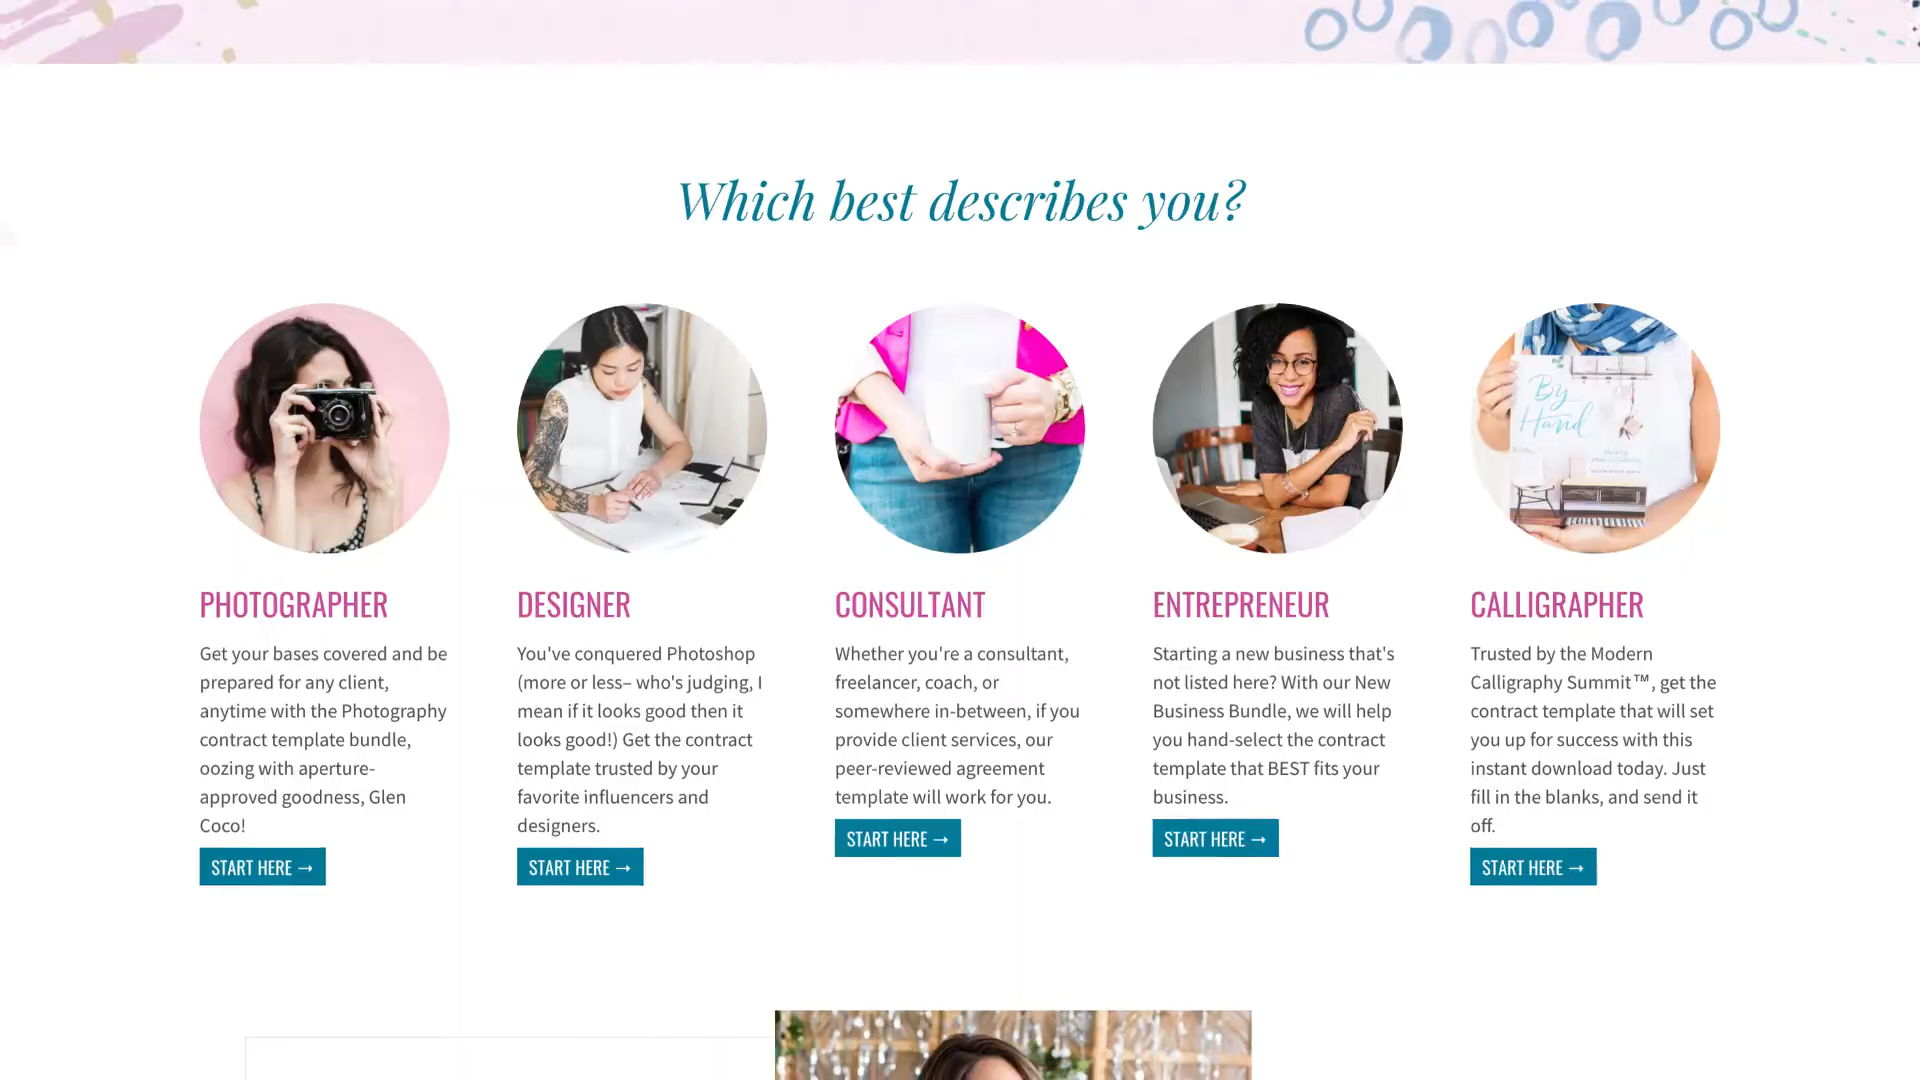 Which best describes you?
By
Hand
PHOTOGRAPHER
Get your bases covered and be
prepared for any client,
anytime with the Photography
contract template bundle,
oozing with aperture-
approved goodness, Glen
Coco!
START HERE →
DESIGNER
You've conquered Photoshop
(more or less– who's judging, I
mean if it looks good then it
looks good!) Get the contract
template trusted by your
favorite influencers and
designers.
START HERE →
CONSULTANT
Whether you're a consultant,
freelancer, coach, or
somewhere in-between, if you
provide client services, our
peer-reviewed agreement
template will work for you.
START HERE →
ENTREPRENEUR
Starting a new business that's
not listed here? With our New
Business Bundle, we will help
you hand-select the contract
template that BEST fits your
business.
START HERE →
CALLIGRAPHER
Trusted by the Modern
Calligraphy Summit™, get the
contract template that will set
you up for success with this
instant download today. Just
fill in the blanks, and send it
off.
START HERE →